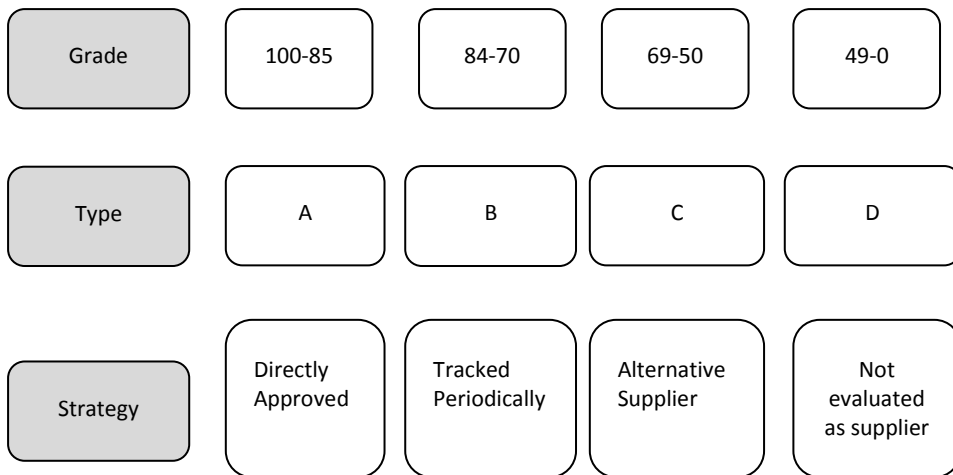 Grade
100-85
84-70
69-50
49-0
Type
A
B
C
D
Strategy
Directly
Approved
Tracked
Periodically
Alternative
Supplier
Not
evaluated
as supplier